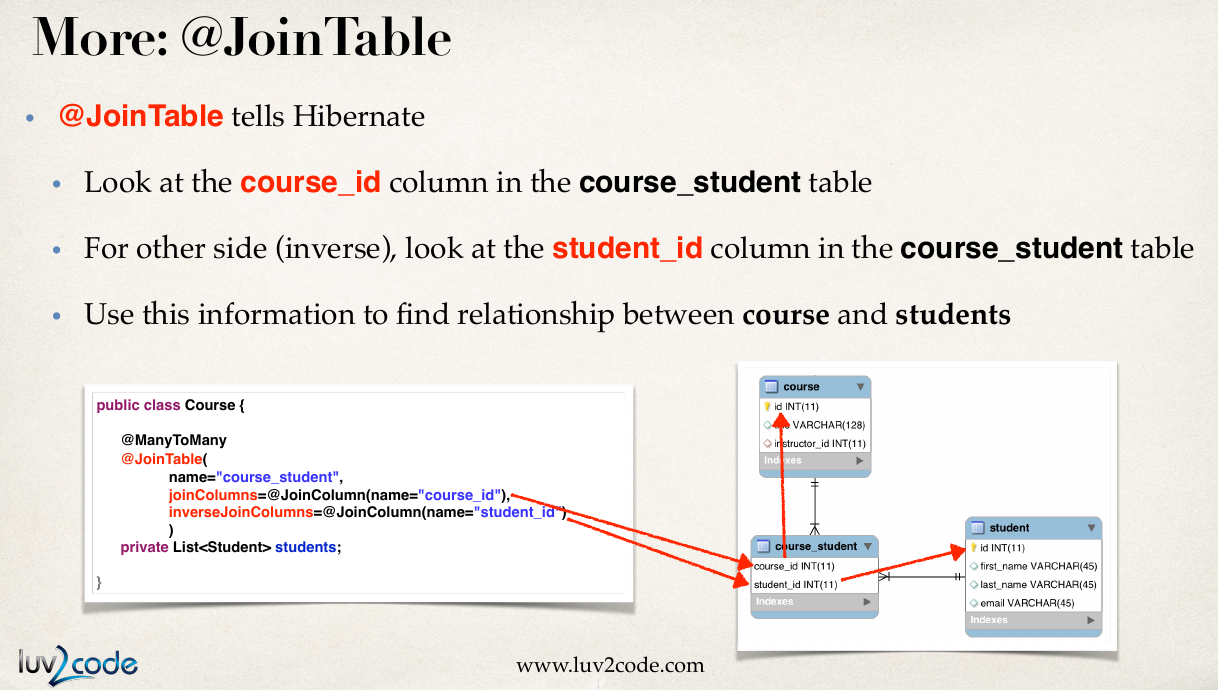 More: @JoinTable
• @JoinTable tells Hibernate
• Look at the course_id column in the course_student table
• For other side (inverse), look at the student_id column in the course_student table
• Use this information to find relationship between course and students
public class Course {
@ManyToMany
@JoinTable(
name="course_student",
joinColumns=@JoinColumn(name="course_id"),
inverseJoinColumns=@JoinColumn(name="student_id")
)
private List<Student> students;
}
course
id INT(11)
VARCHAR(128)
instructor_id INT(11)
Indexes
course_student
course_id INT(11)
student_id INT(11)
Indexes
student
id INT(11)
first_name VARCHAR(45)
last_name VARCHAR(45)
email VARCHAR(45)
Indexes
luv2code
www.luv2code.com